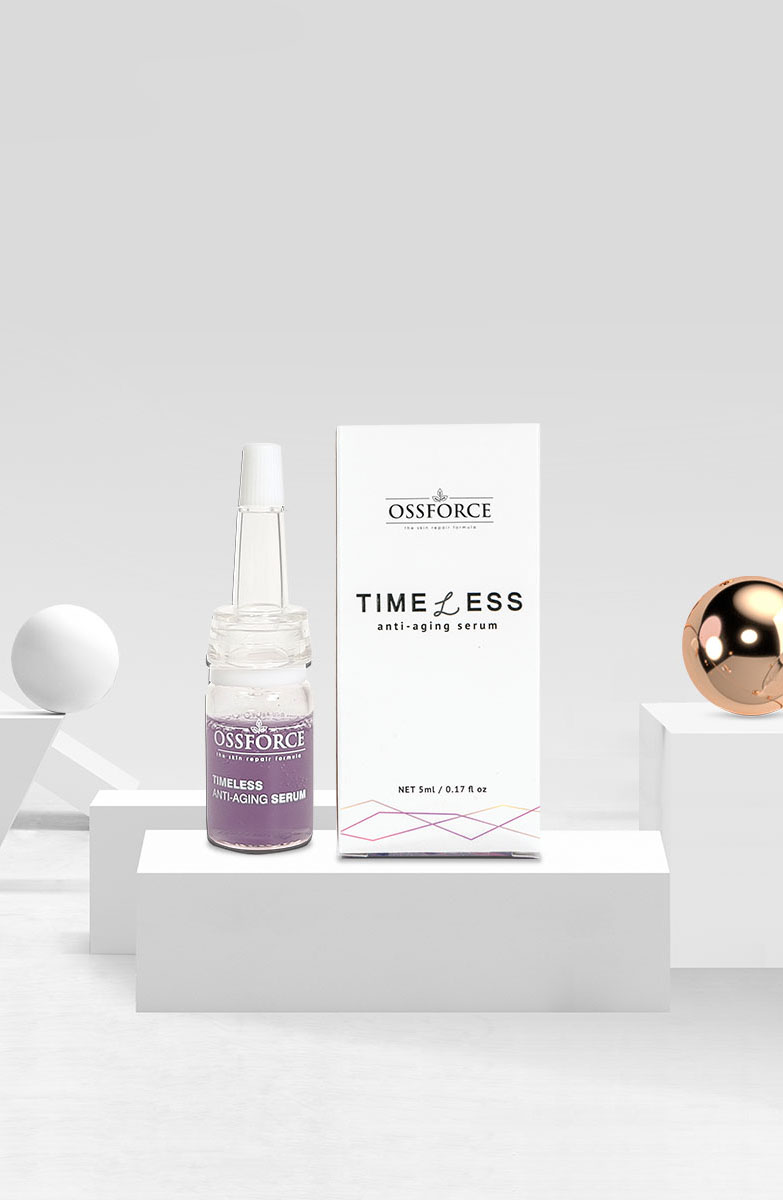 OSSFORCE
the skin repair formula
TIMELESS
ANTI-AGING SERUM
OSSFORCE
the skin repair formula
TIMELESS
anti-aging serum
NET 5ml / 0.17 fl oz